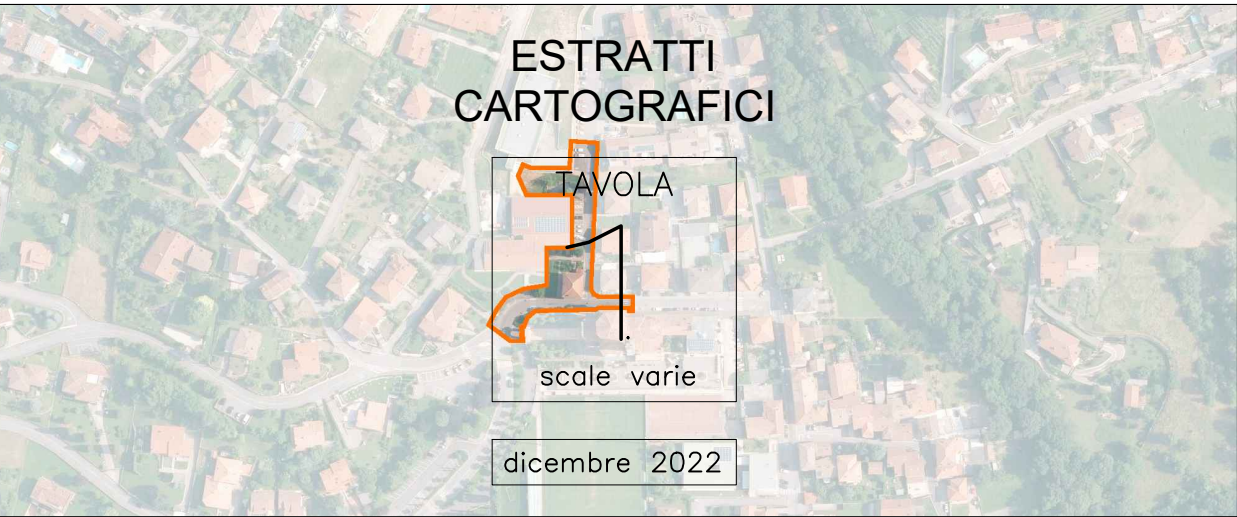 ESTRATTI
CARTOGRAFICI
TAVOLA
1.
scale varie
dicembre 2022